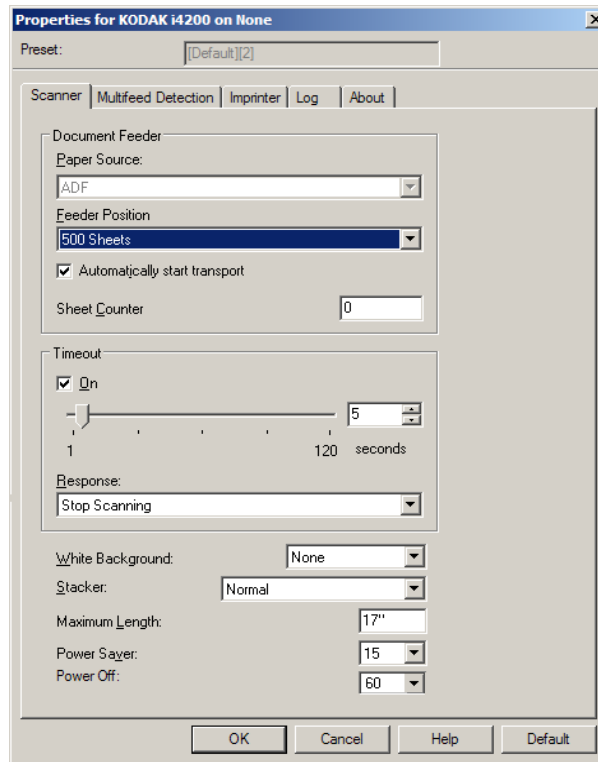 Properties for KODAK i4200 on None
Preset: [Default][2]
Scanner Multifeed Detection Imprinter Log About
Document Feeder
Paper Source:
ADF
Feeder Position
500 Sheets
Automatically start transport
Sheet Counter 0
Timeout
On
5
1 120 seconds
Response:
Stop Scanning
White Background: None
Stacker: Normal
Maximum Length: 17"
Power Saver: 15
Power Off: 60
OK Cancel Help Default